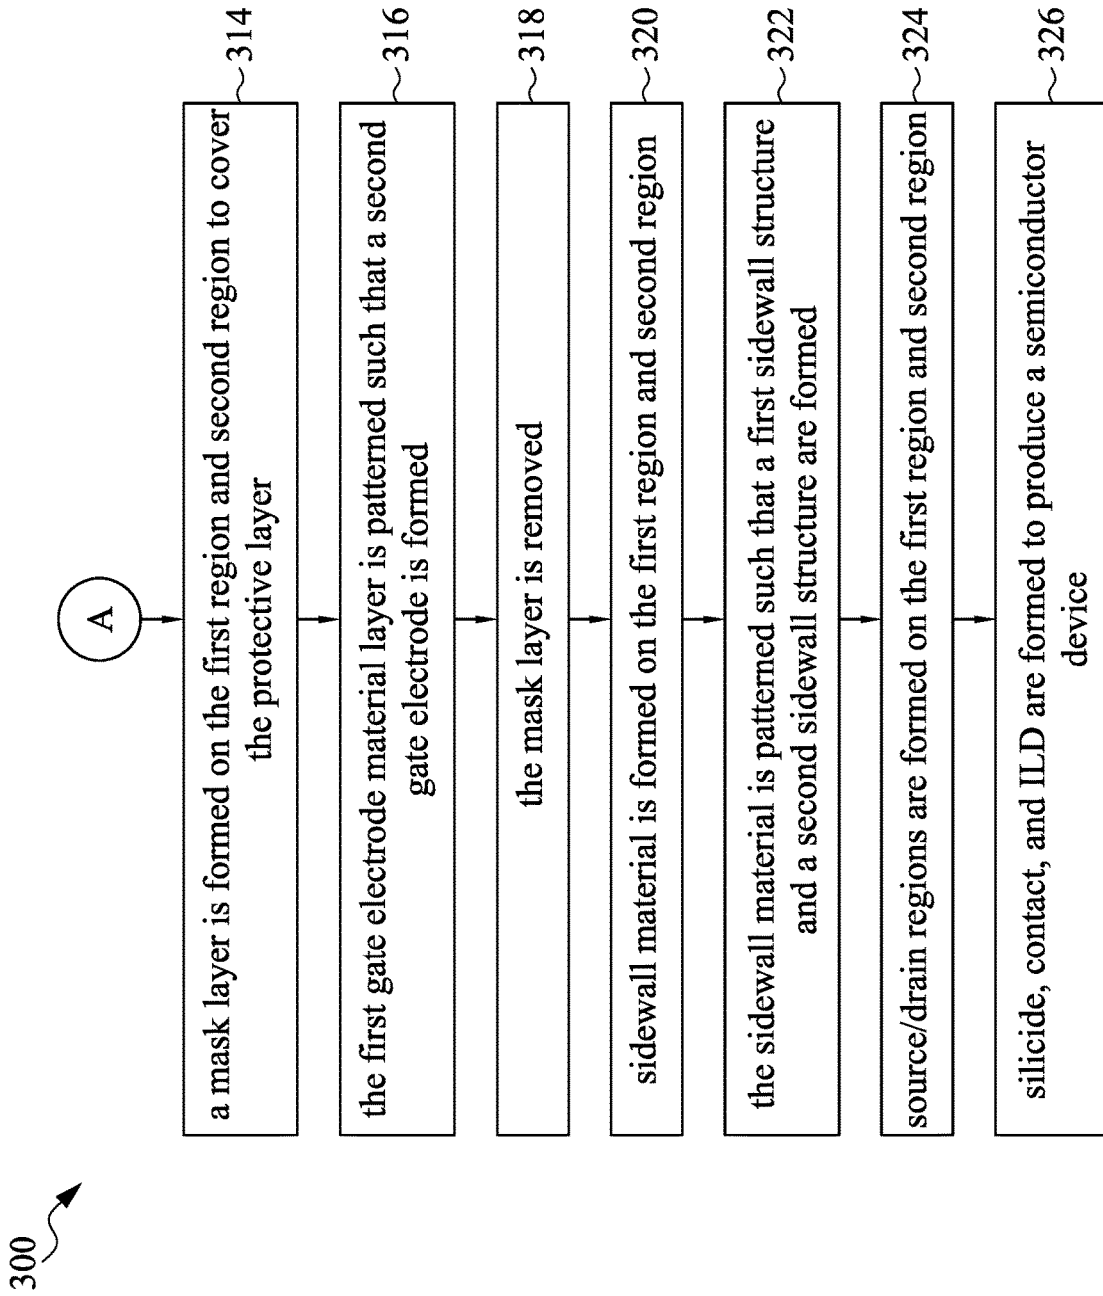 300
A
a mask layer is formed on the first region and second region to cover
the protective layer
314
the first gate electrode material layer is patterned such that a second
gate electrode is formed
316
the mask layer is removed
318
sidewall material is formed on the first region and second region
320
the sidewall material is patterned such that a first sidewall structure
and a second sidewall structure are formed
322
source/drain regions are formed on the first region and second region
324
silicide, contact, and ILD are formed to produce a semiconductor
device
326